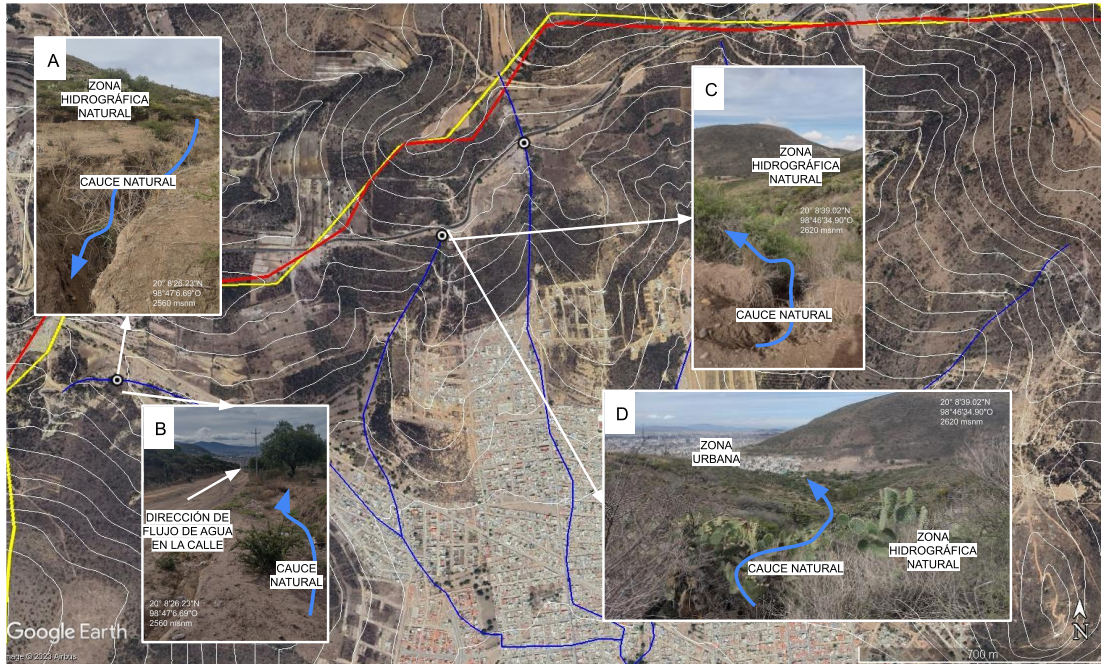 A
ZONA
HIDROGRÁFICA
NATURAL
CAUCE NATURAL
20° 8'26.23"N
98°47'6.69"O
2560 msnm
B
DIRECCIÓN DE
FLUJO DE AGUA
EN LA CALLE
CAUCE
NATURAL
20° 8'26.23"N
98°47'6.69"O
2560 msnm
C
ZONA
HIDROGRÁFICA
NATURAL
20° 8'39.02"N
98°46'34.90"O
2620 msnm
CAUCE NATURAL
D
20° 8'39.02"N
98°46'34.90"O
2620 msnm
ZONA
URBANA
ZONA
HIDROGRÁFICA
NATURAL
CAUCE NATURAL
Google Earth
© 2023 Airbus
700 m
N